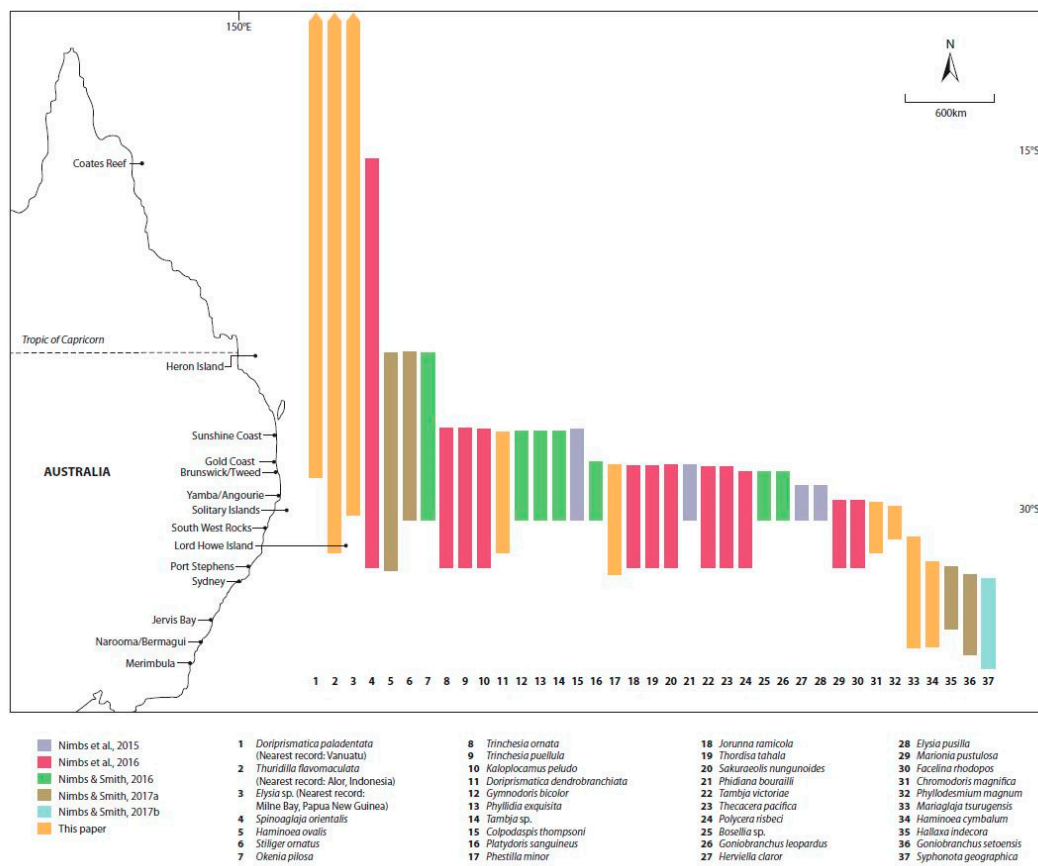 150°E
N
600km
15°S
Coates Reef
Tropic of Capricorn
Heron Island
Sunshine Coast
AUSTRALIA
Gold Coast
Brunswick/Tweed
Yamba/Angourie
Solitary Islands
30°S
South West Rocks
Lord Howe Island
Port Stephens
Sydney
Jervis Bay
Narooma/Bermagui
Merimbula
1 2 3 4 5 6 7 8 9 10 11 12 13 14 15 16 17 18 19 20 21 22 23 24 25 26 27 28 29 30 31 32 33 34 35 36 37
Nimbs et al., 2015
Nimbs et al., 2016
Nimbs & Smith, 2016
Nimbs & Smith, 2017a
Nimbs & Smith, 2017b
This paper
1 Doriprismatica paladentata
(Nearest record: Vanuatu)
2 Thuridilla flavomaculata
(Nearest record: Alor, Indonesia)
3 Elysia sp. (Nearest record:
Milne Bay, Papua New Guinea)
4 Spinoaglaja orientalis
5 Haminoea ovalis
6 Stiliger ornatus
7 Okenia pilosa
8 Trinchesia ornata
9 Trinchesia puellula
10 Kaloplocamus peludo
11 Doriprismatica dendrobranchiata
12 Gymnodoris bicolor
13 Phyllidia exquisita
14 Tambja sp.
15 Colpodaspis thompsoni
16 Platydoris sanguineus
17 Phestilla minor
18 Jorunna ramicola
19 Thordisa tahala
20 Sakuraeolis nungunoides
21 Phidiana bourailli
22 Tambja victoriae
23 Thecacera pacifica
24 Polycera risbeci
25 Bosellia sp.
26 Goniobranchus leopardus
27 Herviella claror
28 Elysia pusilla
29 Marionia pustulosa
30 Facelina rhodopos
31 Chromodoris magnifica
32 Phyllodesmium magnum
33 Mariaglaja tsurugensis
34 Haminoea cymbalum
35 Hallaxa indecora
36 Goniobranchus setoensis
37 Syphonota geographica